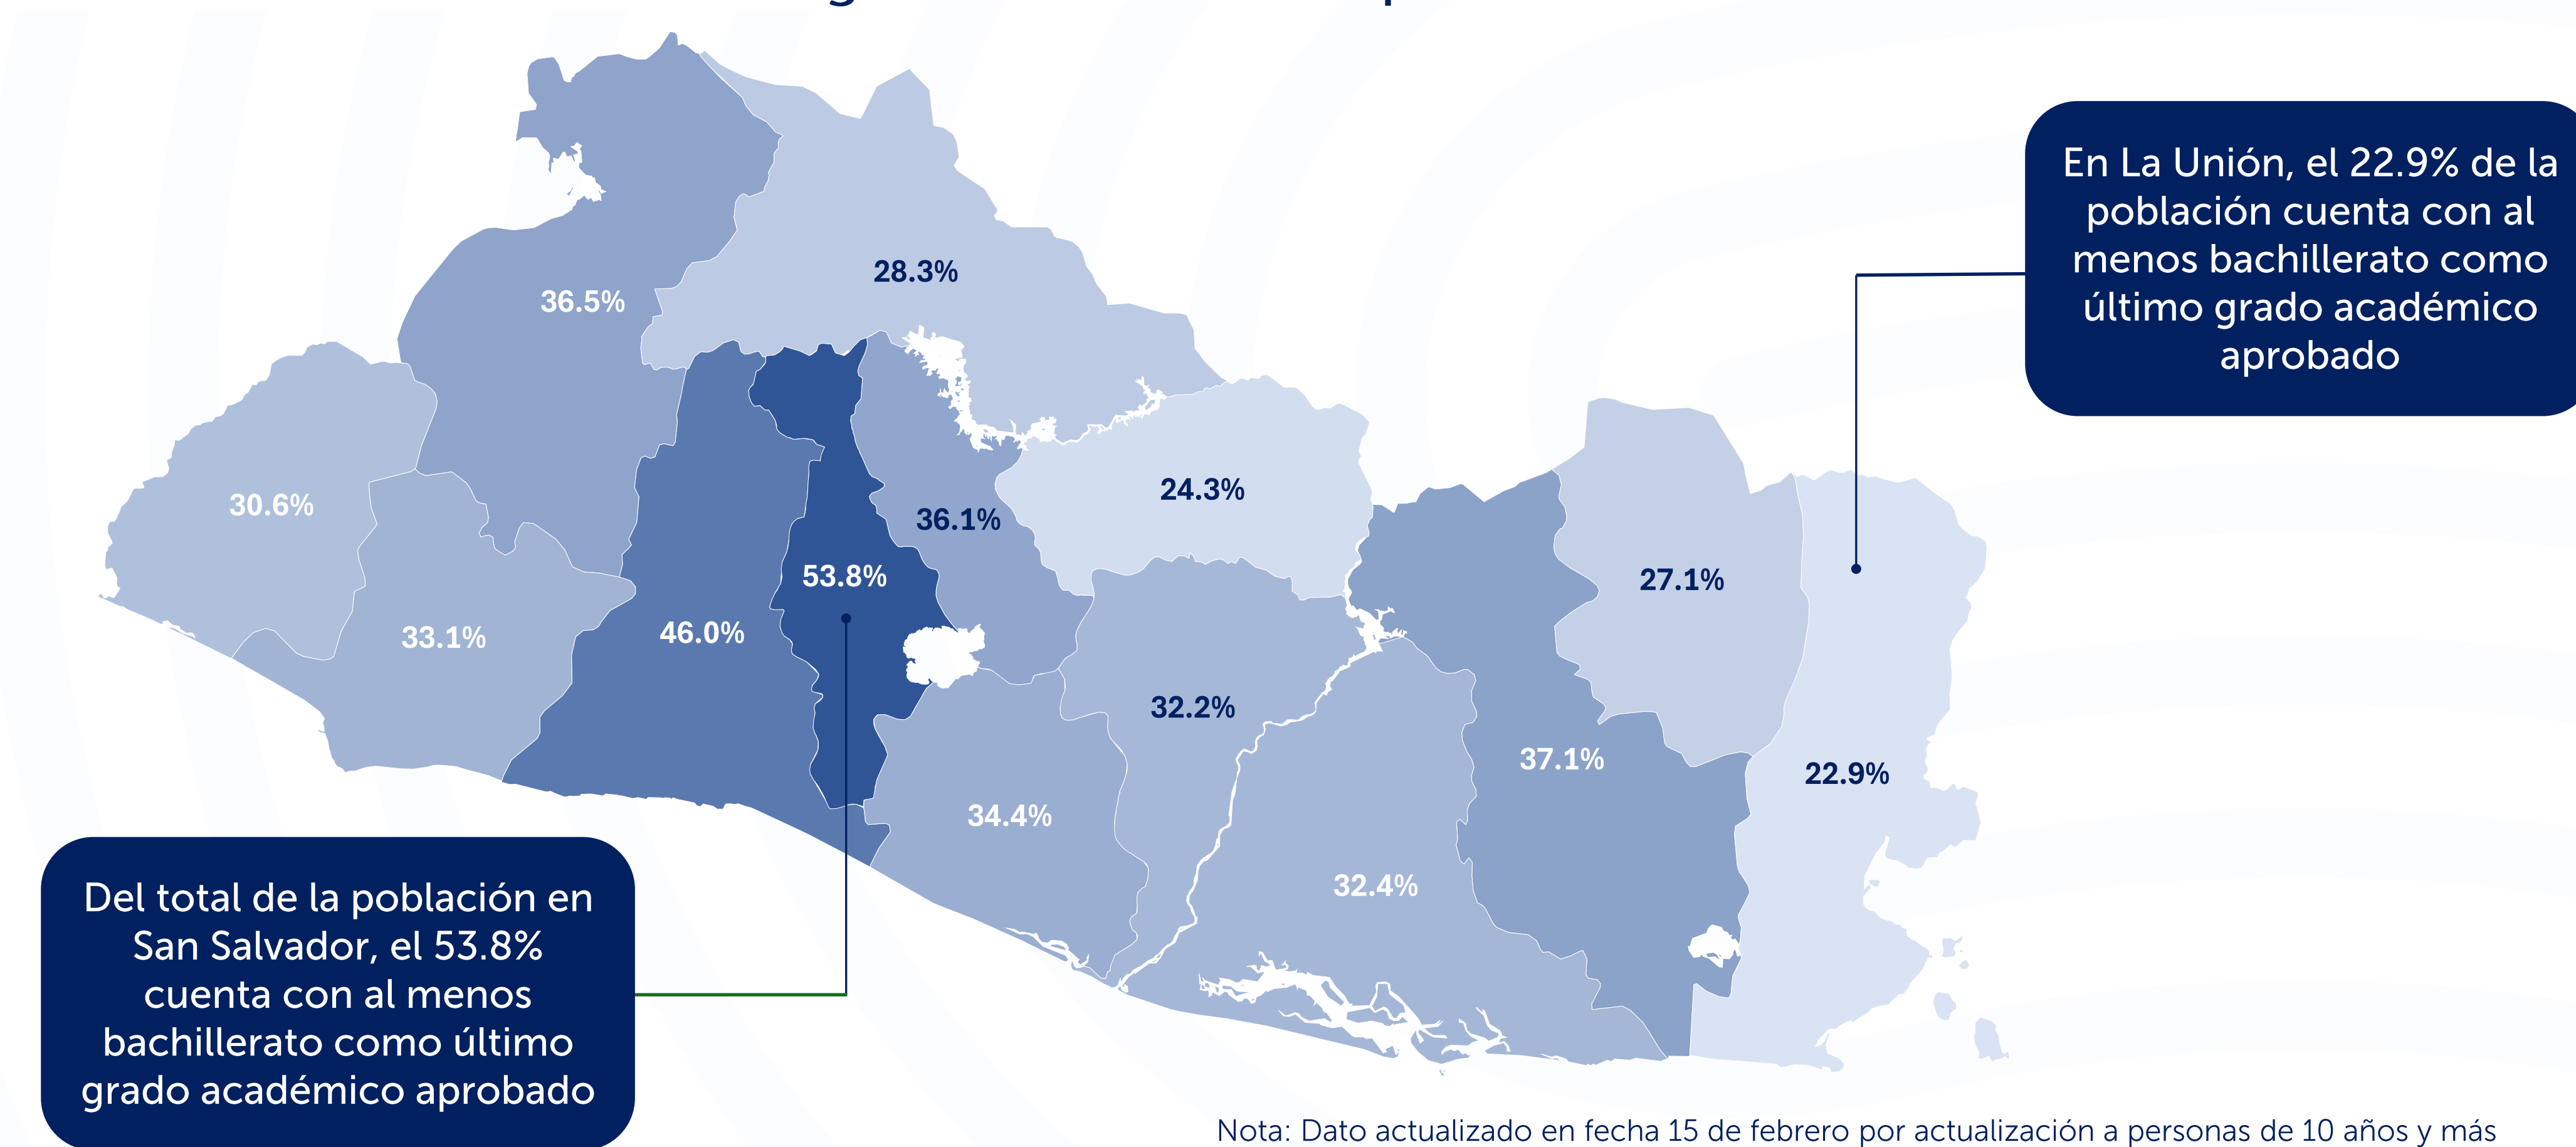 En La Unión, el 22.9% de la
población cuenta con al
menos bachillerato como
último grado académico
aprobado
28.3%
36.5%
24.3%
30.6%
36.1%
53.8%
27.1%
33.1%
46.0%
32.2%
37.1%
22.9%
34.4%
32.4%
Del total de la población en
San Salvador, el 53.8%
cuenta con al menos
bachillerato como último
grado académico aprobado
Nota: Dato actualizado en fecha 15 de febrero por actualización a personas de 10 años y más